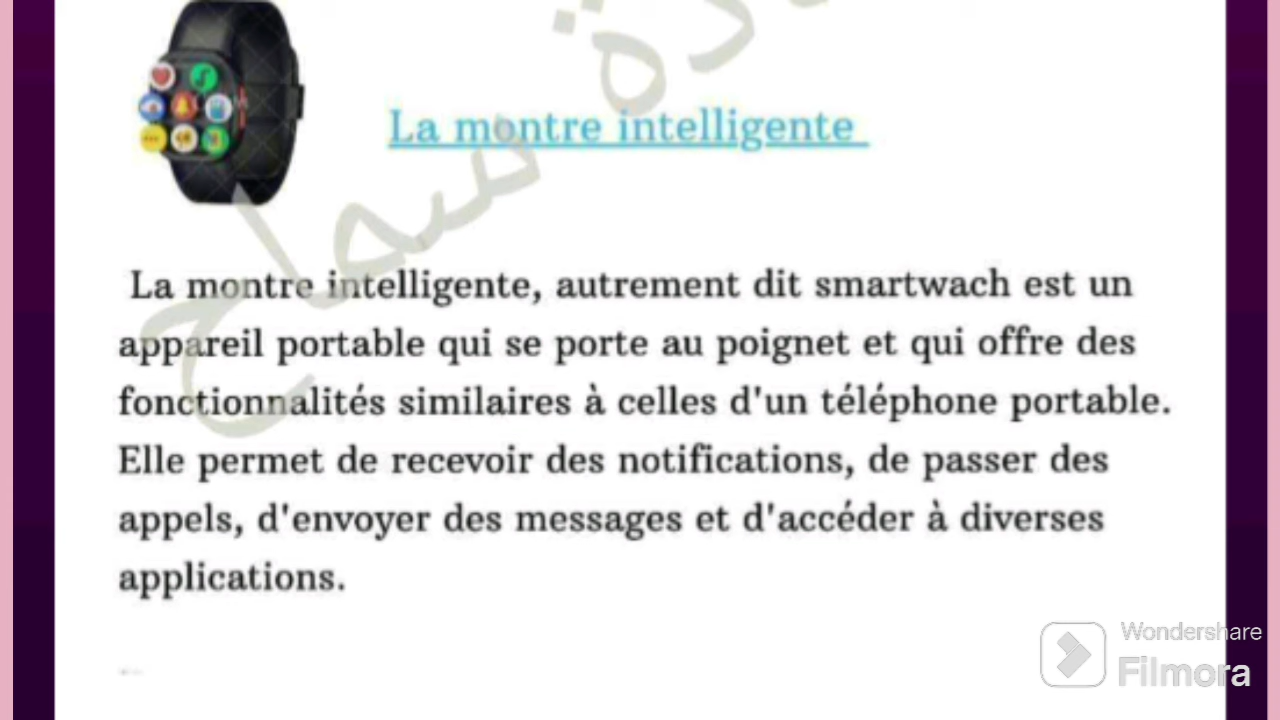 La montre intelligente
La montre intelligente, autrement dit smartwach est un
appareil portable qui se porte au poignet et qui offre des
fonctionnalités similaires à celles d'un téléphone portable.
Elle permet de recevoir des notifications, de passer des
appels, d'envoyer des messages et d'accéder à diverses
applications.
سماح
Wondershare
Filmora